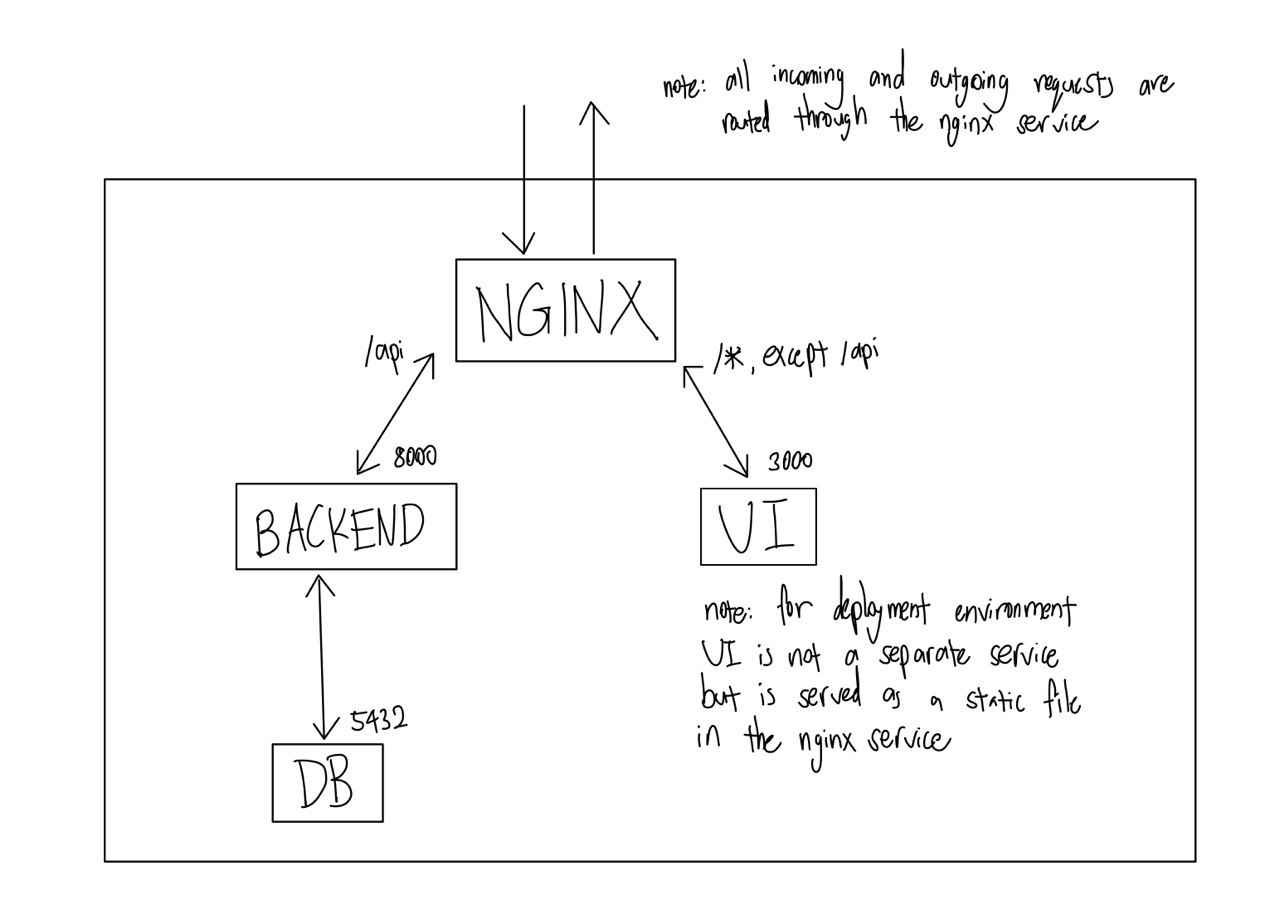 note: all incoming and outgoing requests are
routed through the nginx service
NGINX
/api
/*, except /api
8000
3000
BACKEND
UI
note: for deployment environment
UI is not a separate service
but is served as a static file
in the nginx service
5432
DB